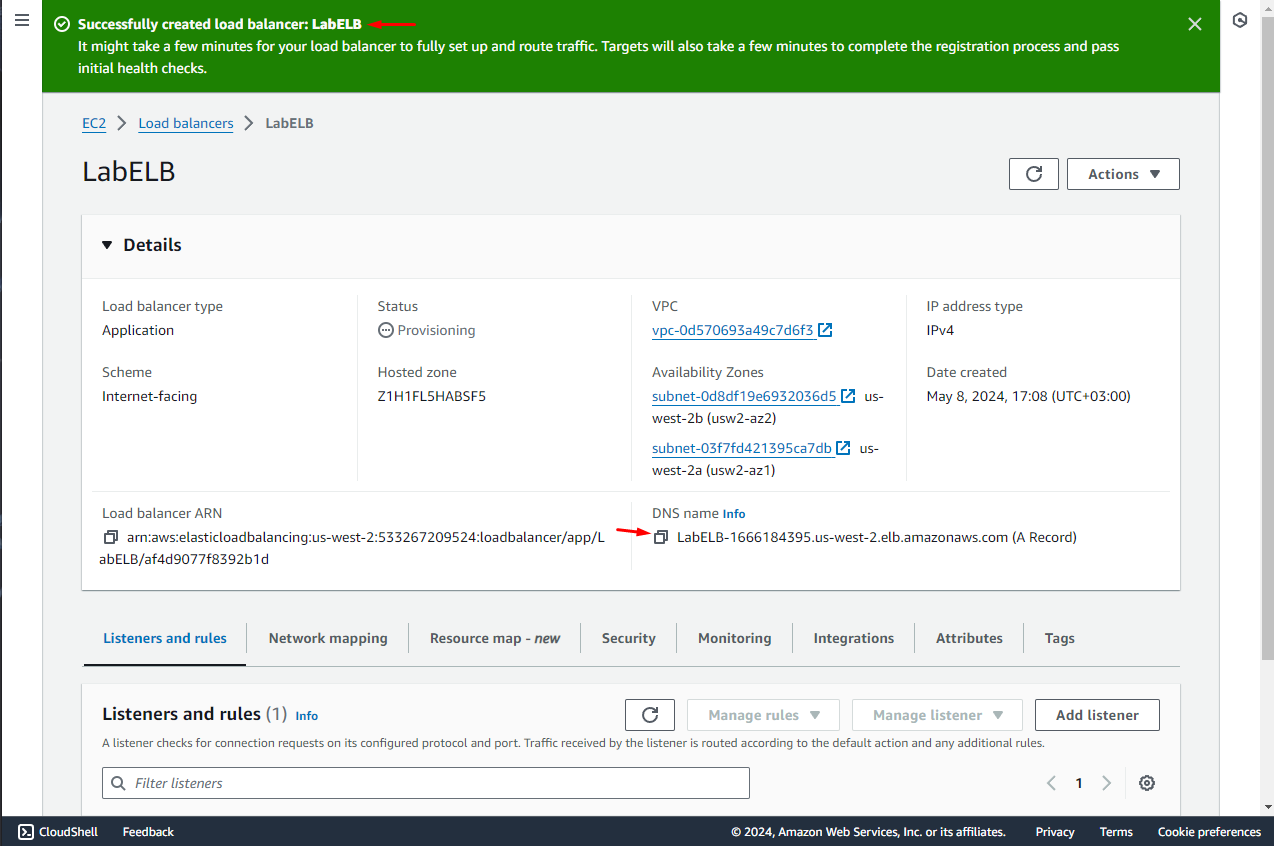 Successfully created load balancer: LabELB
It might take a few minutes for your load balancer to fully set up and route traffic. Targets will also take a few minutes to complete the registration process and pass
initial health checks.
EC2 Load balancers LabELB
LabELB
Actions
Details
Load balancer type
Application
Status
Provisioning
VPC
vpc-0d570693a49c7d6f3
IP address type
IPv4
Scheme
Internet-facing
Hosted zone
Z1H1FL5HABSF5
Availability Zones
subnet-0d8df19e6932036d5 us-
west-2b (usw2-az2)
subnet-03f7fd421395ca7db us-
west-2a (usw2-az1)
Date created
May 8, 2024, 17:08 (UTC+03:00)
Load balancer ARN
arn:aws:elasticloadbalancing:us-west-2:533267209524:loadbalancer/app/L
abELB/af4d9077f8392b1d
DNS name Info
LabELB-1666184395.us-west-2.elb.amazonaws.com (A Record)
Listeners and rules Network mapping Resource map - new Security Monitoring Integrations Attributes Tags
Listeners and rules (1) Info
Manage rules Manage listener Add listener
A listener checks for connection requests on its configured protocol and port. Traffic received by the listener is routed according to the default action and any additional rules.
Filter listeners
1
CloudShell Feedback © 2024, Amazon Web Services, Inc. or its affiliates. Privacy Terms Cookie preferences